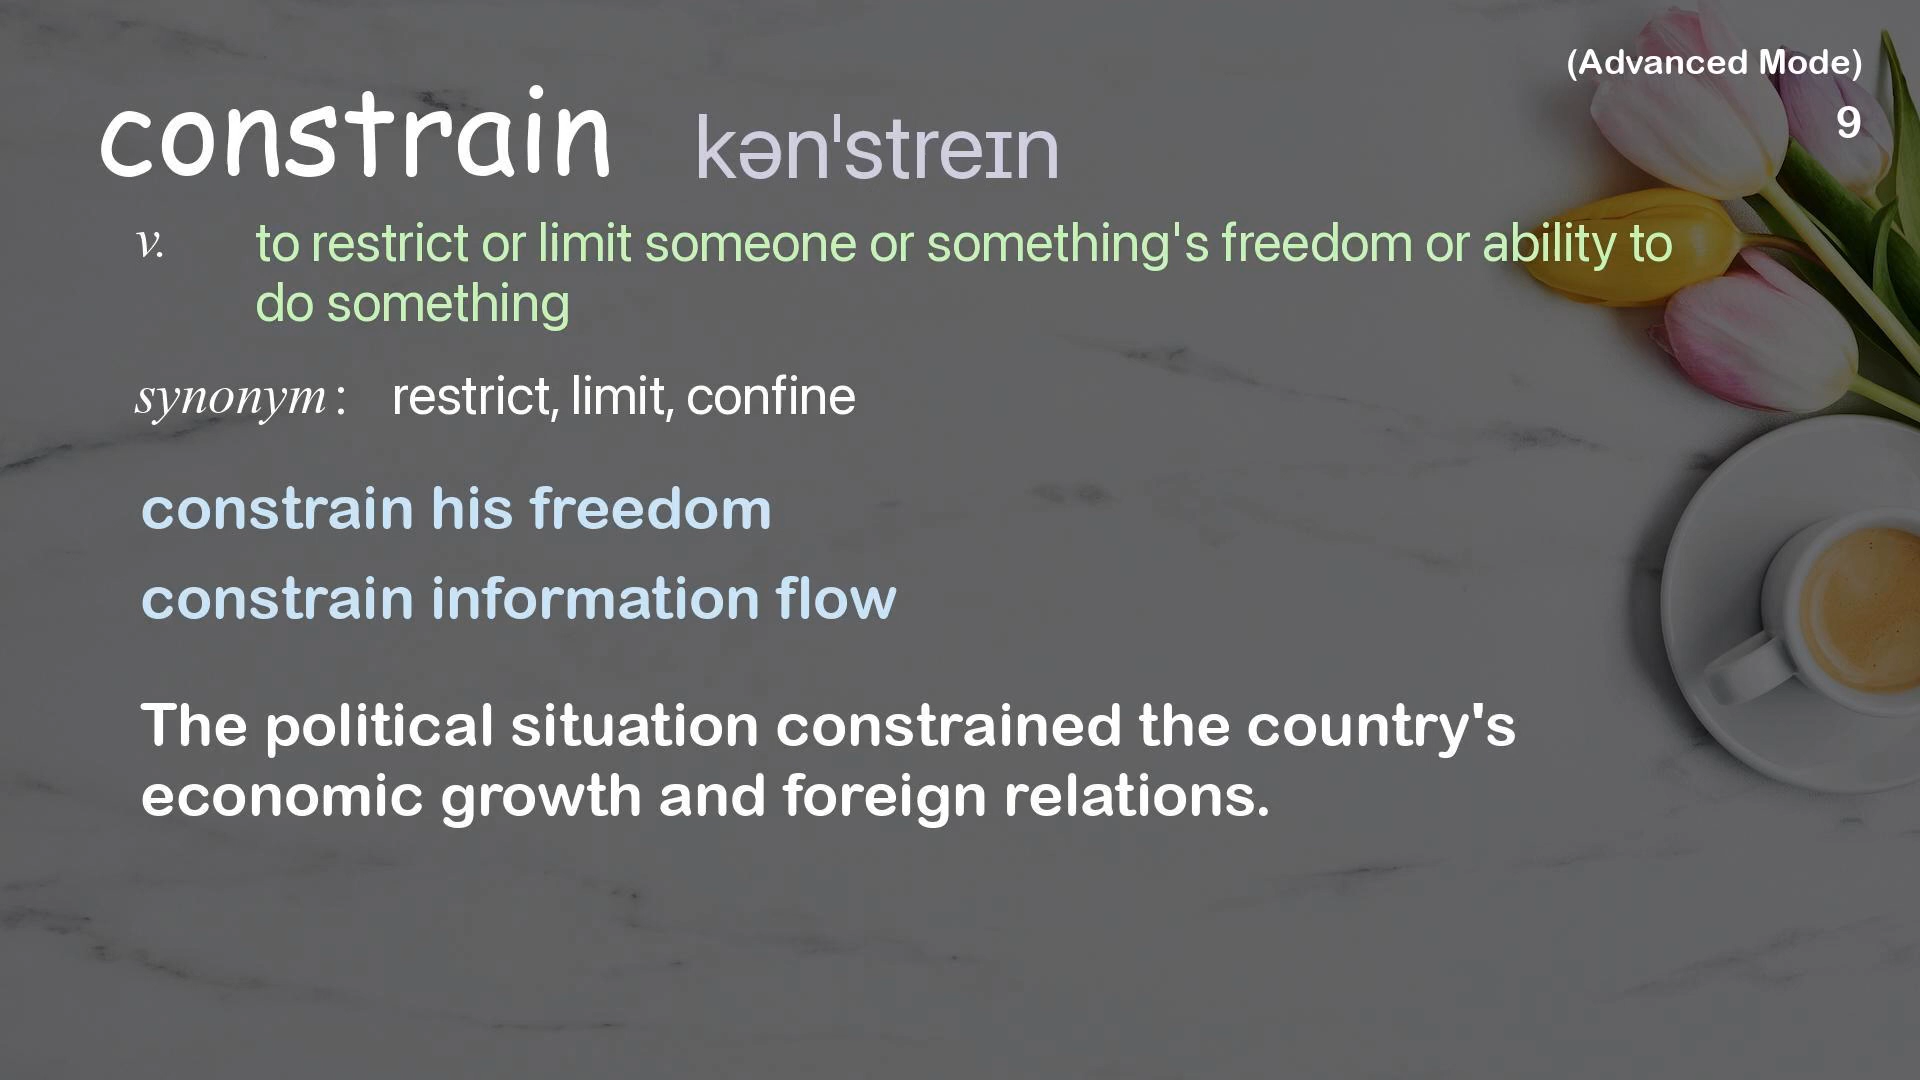 (Advanced Mode)
9
constrain kən'streɪn
v. to restrict or limit someone or something's freedom or ability to
do something
synonym: restrict, limit, confine
constrain his freedom
constrain information flow
The political situation constrained the country's
economic growth and foreign relations.